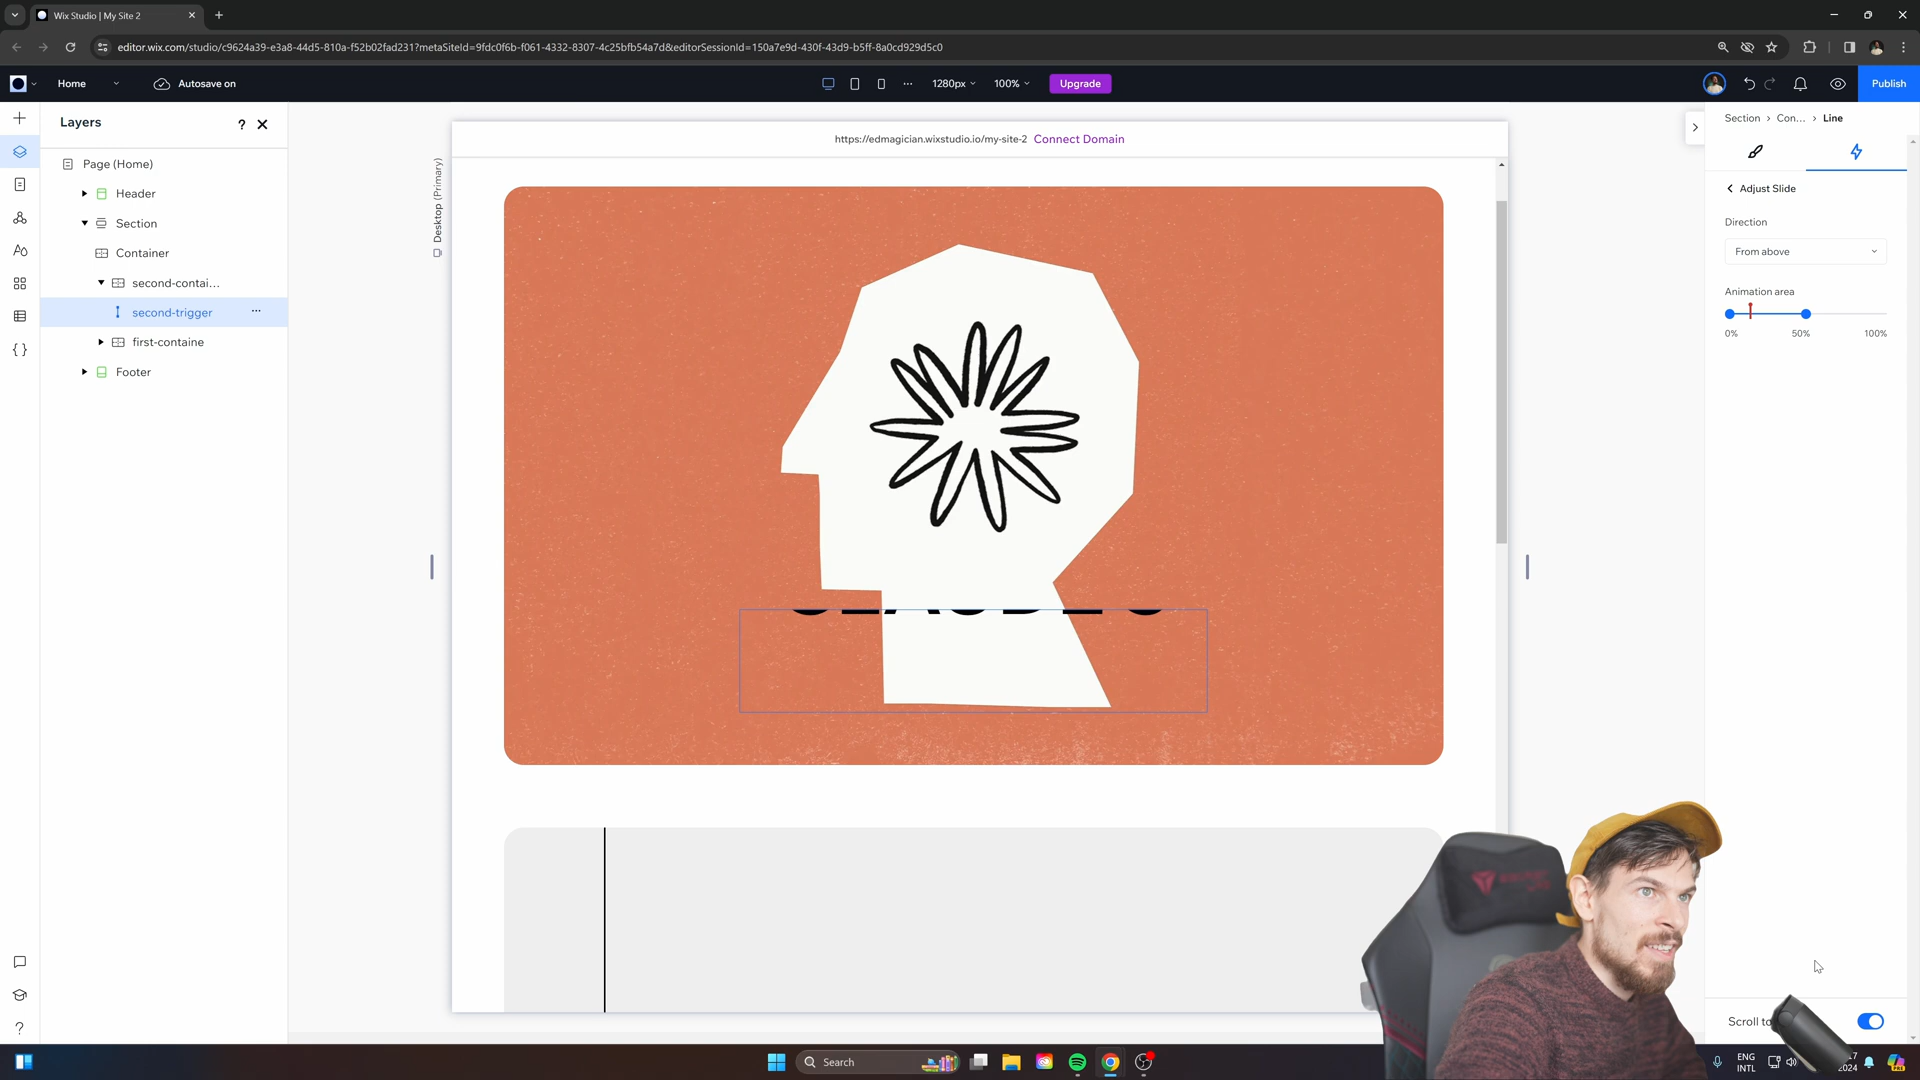 Wix Studio | My Site 2
editor.wix.com/studio/c9624a39-e3a8-44d5-810a-f52b02fad231?metaSiteId=9fdc0f6b-f061-4332-8307-4c25bfb54a7d&editorSessionId=150a7e9d-430f-43d9-b5ff-8a0cd929d5c0
Home
Autosave on
1280px
100%
Upgrade
Publish
Layers
?
Page (Home)
Header
Section
Container
second-contai...
second-trigger
first-containe
Footer
Desktop (Primary)
https://edmagician.wixstudio.io/my-site-2 Connect Domain
Section > Con... > Line
Adjust Slide
Direction
From above
Animation area
0% 50% 100%
Search
ENG
INTL
2024